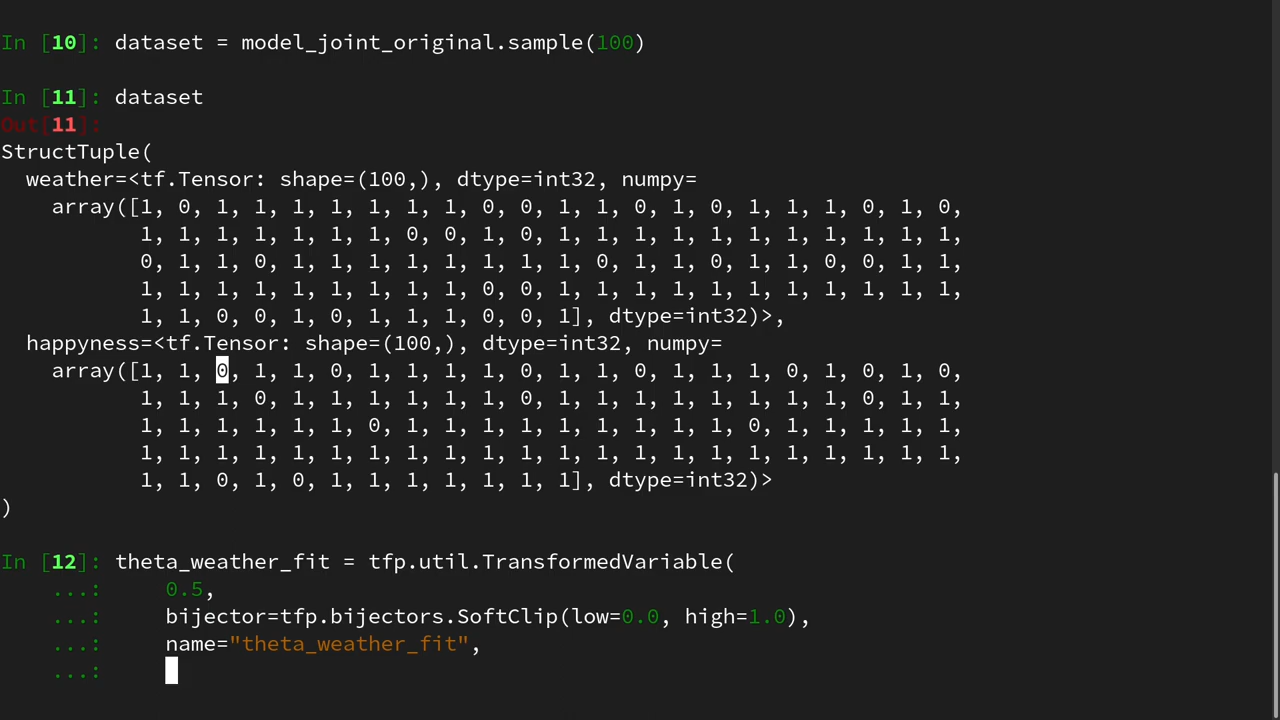 In [10]: dataset = model_joint_original.sample(100)
In [11]: dataset
Out[11]:
StructTuple(
  weather=<tf.Tensor: shape=(100,), dtype=int32, numpy=
    array([1, 0, 1, 1, 1, 1, 1, 1, 1, 0, 0, 1, 1, 0, 1, 0, 1, 1, 1, 0, 1, 0,
           1, 1, 1, 1, 1, 1, 1, 0, 0, 1, 0, 1, 1, 1, 1, 1, 1, 1, 1, 1, 1, 1,
           0, 1, 1, 0, 1, 1, 1, 1, 1, 1, 1, 1, 0, 1, 1, 0, 1, 1, 0, 0, 1, 1,
           1, 1, 1, 1, 1, 1, 1, 1, 1, 0, 0, 1, 1, 1, 1, 1, 1, 1, 1, 1, 1, 1,
           1, 1, 0, 0, 1, 0, 1, 1, 1, 0, 0, 1], dtype=int32)>,
  happyness=<tf.Tensor: shape=(100,), dtype=int32, numpy=
    array([1, 1, 0, 1, 1, 0, 1, 1, 1, 1, 0, 1, 1, 0, 1, 1, 1, 0, 1, 0, 1, 0,
           1, 1, 1, 0, 1, 1, 1, 1, 1, 1, 0, 1, 1, 1, 1, 1, 1, 1, 1, 0, 1, 1,
           1, 1, 1, 1, 1, 1, 0, 1, 1, 1, 1, 1, 1, 1, 1, 1, 0, 1, 1, 1, 1, 1,
           1, 1, 1, 1, 1, 1, 1, 1, 1, 1, 1, 1, 1, 1, 1, 1, 1, 1, 1, 1, 1, 1,
           1, 1, 0, 1, 0, 1, 1, 1, 1, 1, 1, 1], dtype=int32)>
)
In [12]: theta_weather_fit = tfp.util.TransformedVariable(
    ...:     0.5,
    ...:     bijector=tfp.bijectors.SoftClip(low=0.0, high=1.0),
    ...:     name="theta_weather_fit",
    ...: